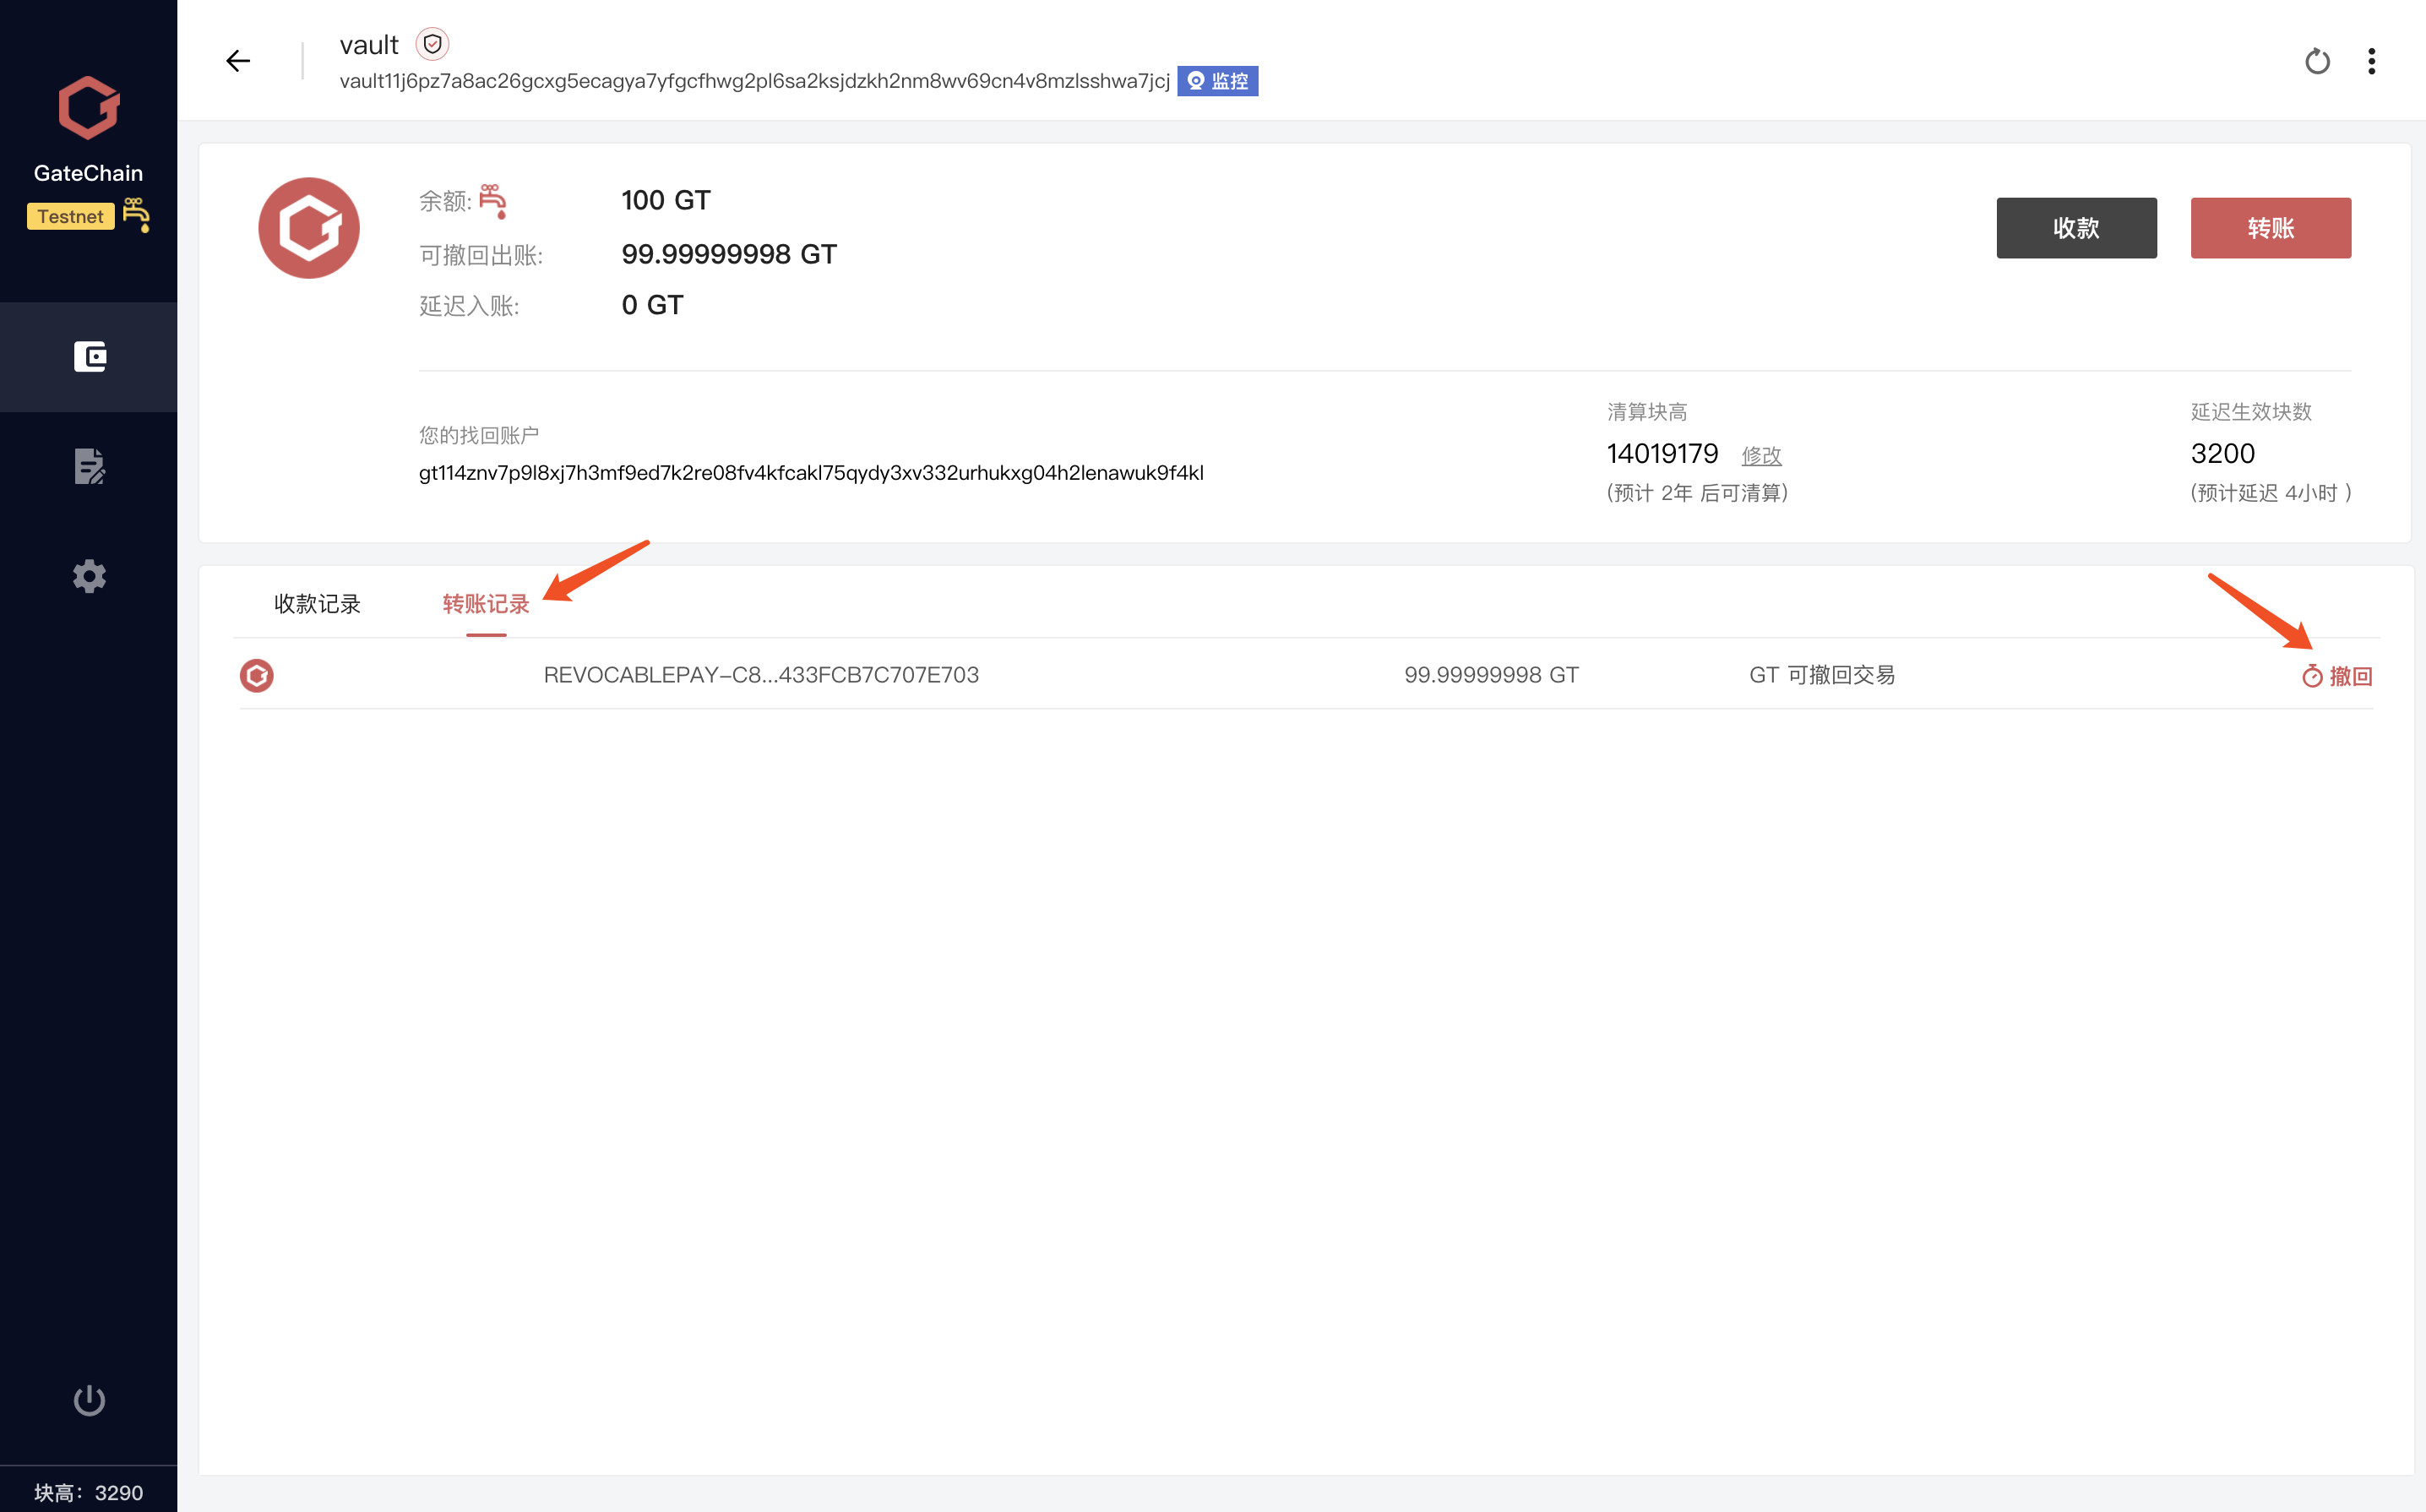 GateChain
Testnet
块高：3290
vault
vault11j6pz7a8ac26gcxg5ecagya7yfgcfhwg2pl6sa2ksjdzkh2nm8wv69cn4v8mzlsshwa7jcj 监控
余额: 100 GT
可撤回出账: 99.99999998 GT
延迟入账: 0 GT
收款
转账
您的找回账户
gt114znv7p9l8xj7h3mf9ed7k2re08fv4kfcakl75qydy3xv332urhukxg04h2lenawuk9f4kl
清算块高
14019179 修改
(预计 2年 后可清算)
延迟生效块数
3200
(预计延迟 4小时 )
收款记录 转账记录
REVOCABLEPAY-C8...433FCB7C707E703 99.99999998 GT GT 可撤回交易 撤回